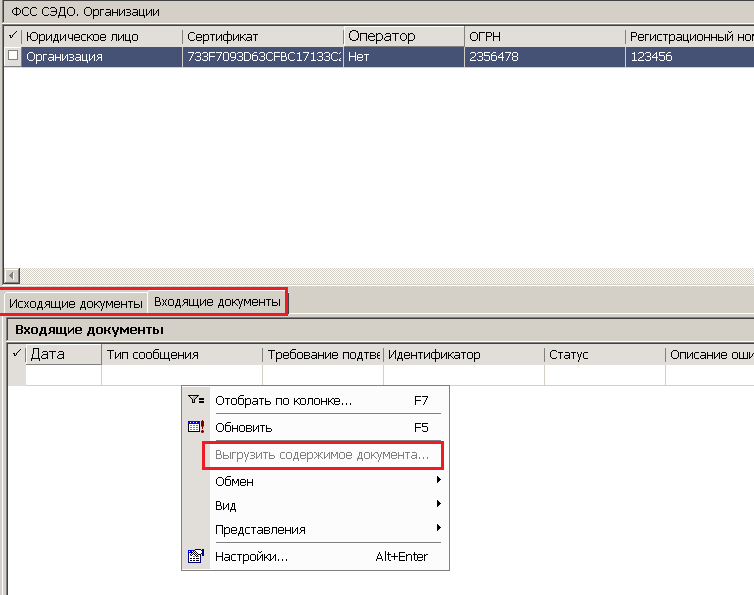 ФСС СЭДО. Организации
Юридическое лицо Сертификат Оператор ОГРН Регистрационный ном
Организация 733F7093D63CFBC17133C2 Нет 2356478 123456
Исходящие документы Входящие документы
Входящие документы
Дата Тип сообщения Требование подтве Идентификатор Статус Описание оши
Отобрать по колонке... F7
Обновить F5
Выгрузить содержимое документа...
Обмен
Вид
Представления
Настройки... Alt+Enter